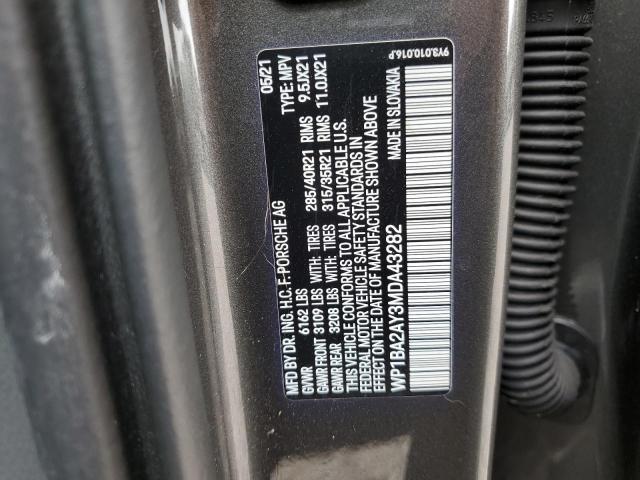 MFD BY DR. ING. H.C. F. PORSCHE AG 05/21
GVWR 6162 LBS TYPE: MPV
GAWR FRONT 3109 LBS WITH: TIRES 285/40R21 RIMS 9.5JX21
GAWR REAR 3208 LBS WITH: TIRES 315/35R21 RIMS 11.0JX21
THIS VEHICLE CONFORMS TO ALL APPLICABLE U.S.
FEDERAL MOTOR VEHICLE SAFETY STANDARDS IN
EFFECT ON THE DATE OF MANUFACTURE SHOWN ABOVE
WP1BA2AY3MDA43282 MADE IN SLOVAKIA
9Y3.010.016.P